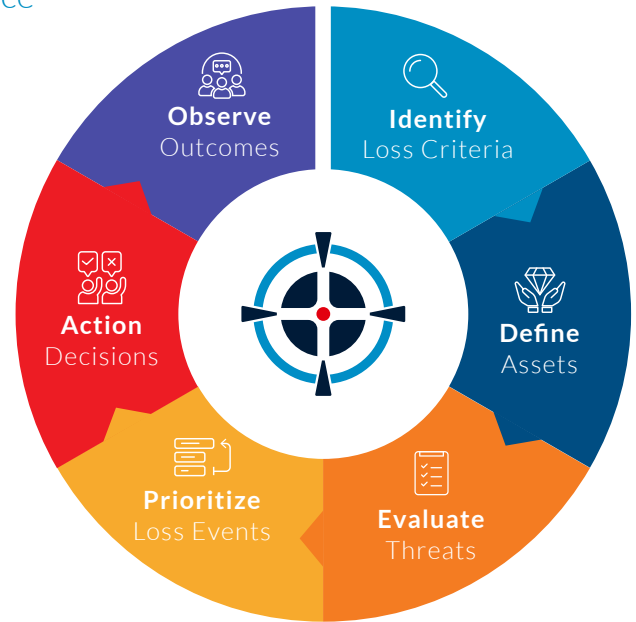 Identify
Loss Criteria
Define
Assets
Evaluate
Threats
Prioritize
Loss Events
Action
Decisions
Observe
Outcomes